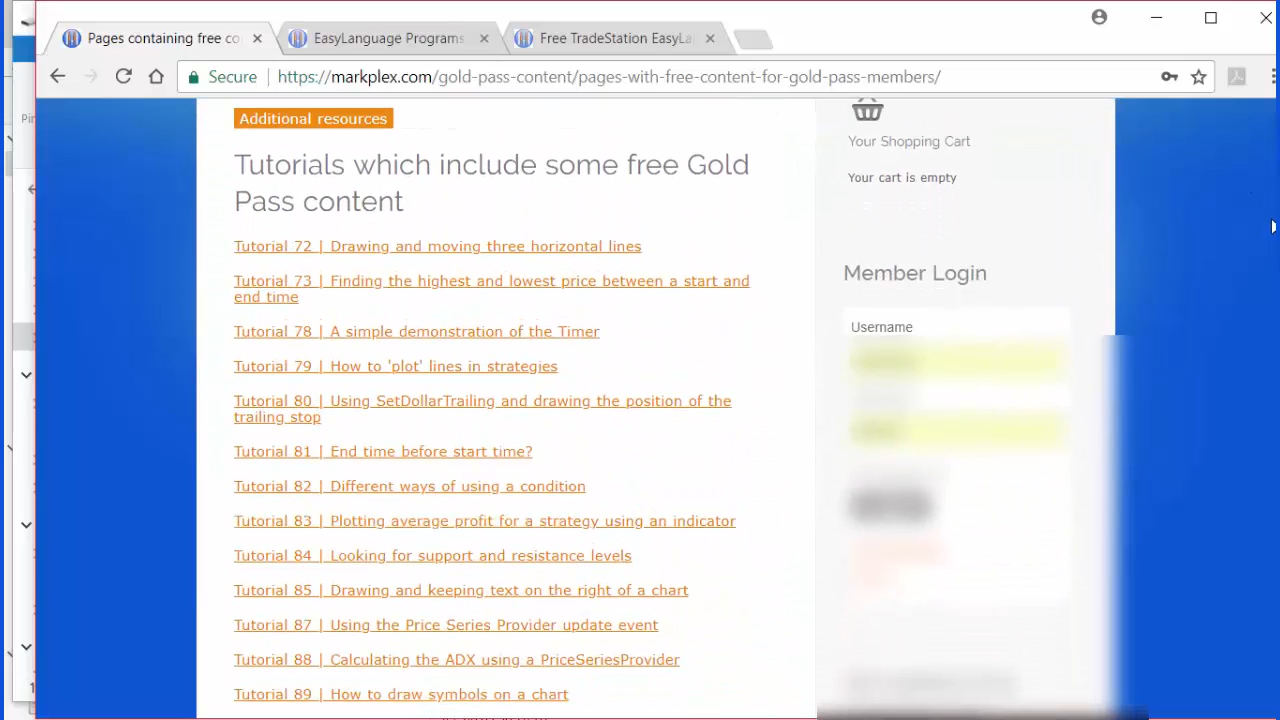 Pages containing free co
EasyLanguage Programs
Free TradeStation EasyLa
Secure
https://markplex.com/gold-pass-content/pages-with-free-content-for-gold-pass-members/
Additional resources
Tutorials which include some free Gold
Pass content
Tutorial 72 | Drawing and moving three horizontal lines
Tutorial 73 | Finding the highest and lowest price between a start and
end time
Tutorial 78 | A simple demonstration of the Timer
Tutorial 79 | How to 'plot' lines in strategies
Tutorial 80 | Using SetDollarTrailing and drawing the position of the
trailing stop
Tutorial 81 | End time before start time?
Tutorial 82 | Different ways of using a condition
Tutorial 83 | Plotting average profit for a strategy using an indicator
Tutorial 84 | Looking for support and resistance levels
Tutorial 85 | Drawing and keeping text on the right of a chart
Tutorial 87 | Using the Price Series Provider update event
Tutorial 88 | Calculating the ADX using a PriceSeriesProvider
Tutorial 89 | How to draw symbols on a chart
Your Shopping Cart
Your cart is empty
Member Login
Username